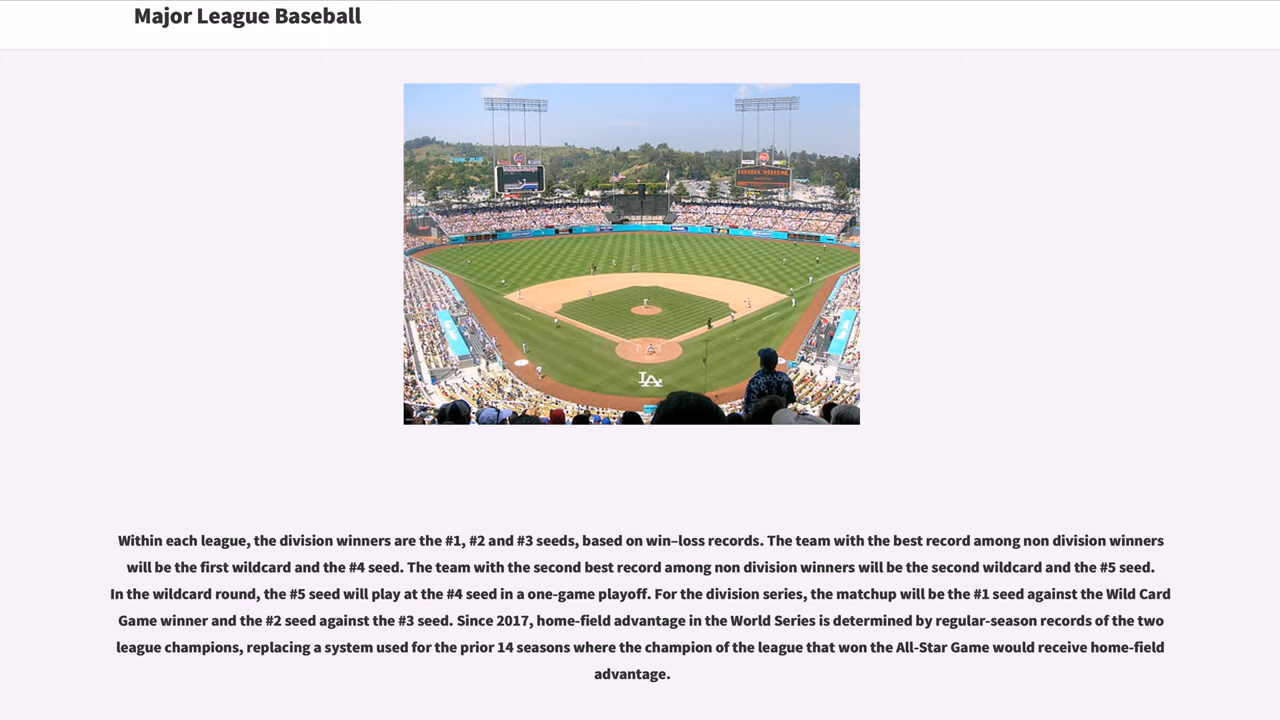 Major League Baseball
LA
Within each league, the division winners are the #1, #2 and #3 seeds, based on win–loss records. The team with the best record among non division winners
will be the first wildcard and the #4 seed. The team with the second best record among non division winners will be the second wildcard and the #5 seed.
In the wildcard round, the #5 seed will play at the #4 seed in a one-game playoff. For the division series, the matchup will be the #1 seed against the Wild Card
Game winner and the #2 seed against the #3 seed. Since 2017, home-field advantage in the World Series is determined by regular-season records of the two
league champions, replacing a system used for the prior 14 seasons where the champion of the league that won the All-Star Game would receive home-field
advantage.